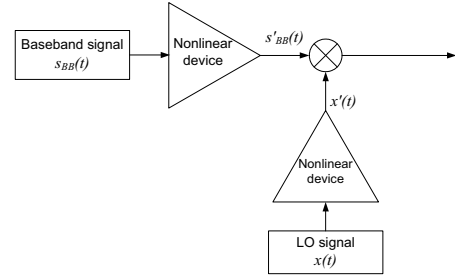 Baseband signal
s_BB(t)
Nonlinear
device
s'_BB(t)
x'(t)
Nonlinear
device
LO signal
x(t)